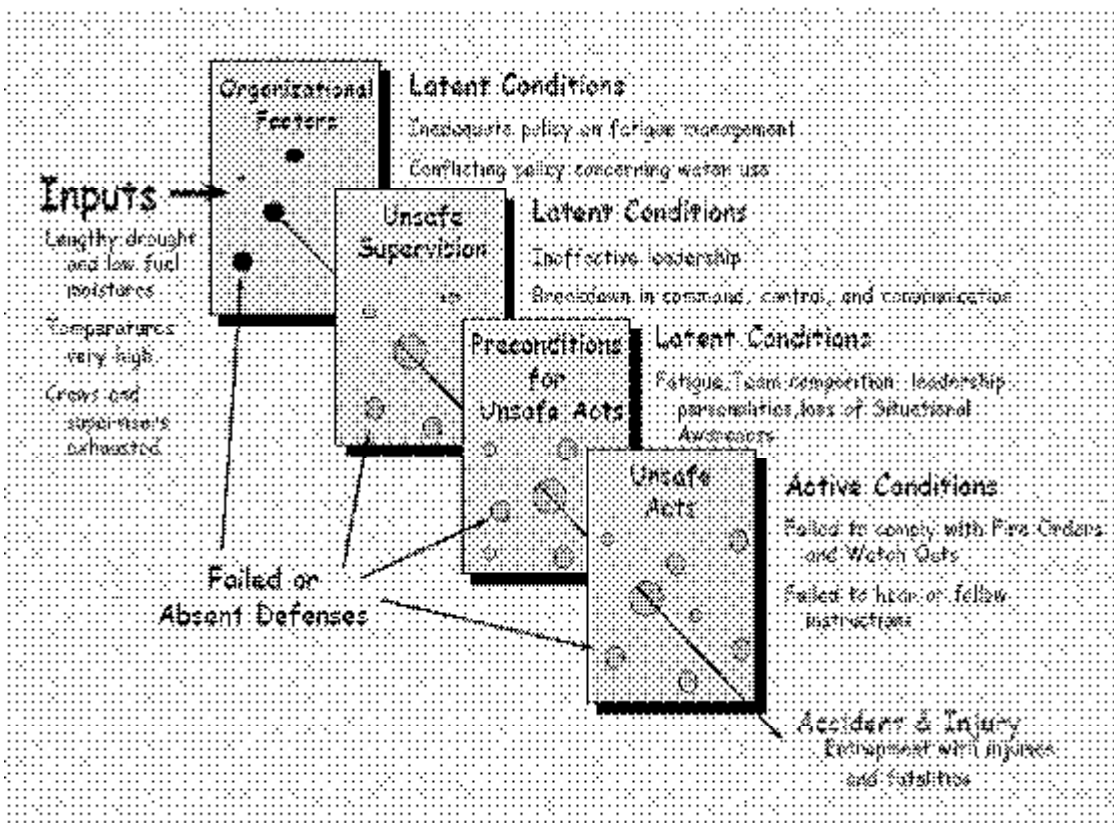 Organizational
Factors
Latent Conditions
Inadequate policy on fatigue management
Conflicting policy concerning water use
Inputs
Lengthy drought
and low fuel
moistures
Temperatures
very high
Crews and
supervisors
exhausted
Unsafe
Supervision
Latent Conditions
Ineffective leadership
Breakdown in command, control, and communication
Preconditions
for
Unsafe Acts
Latent Conditions
Fatigue, Team composition leadership
personalities, loss of Situational
Awareness
Unsafe
Acts
Active Conditions
Failed to comply with Fire Orders
and Watch Outs
Failed to hear or follow
instructions
Failed or
Absent Defenses
Accident & Injury
Entrapment with injuries
and fatalities